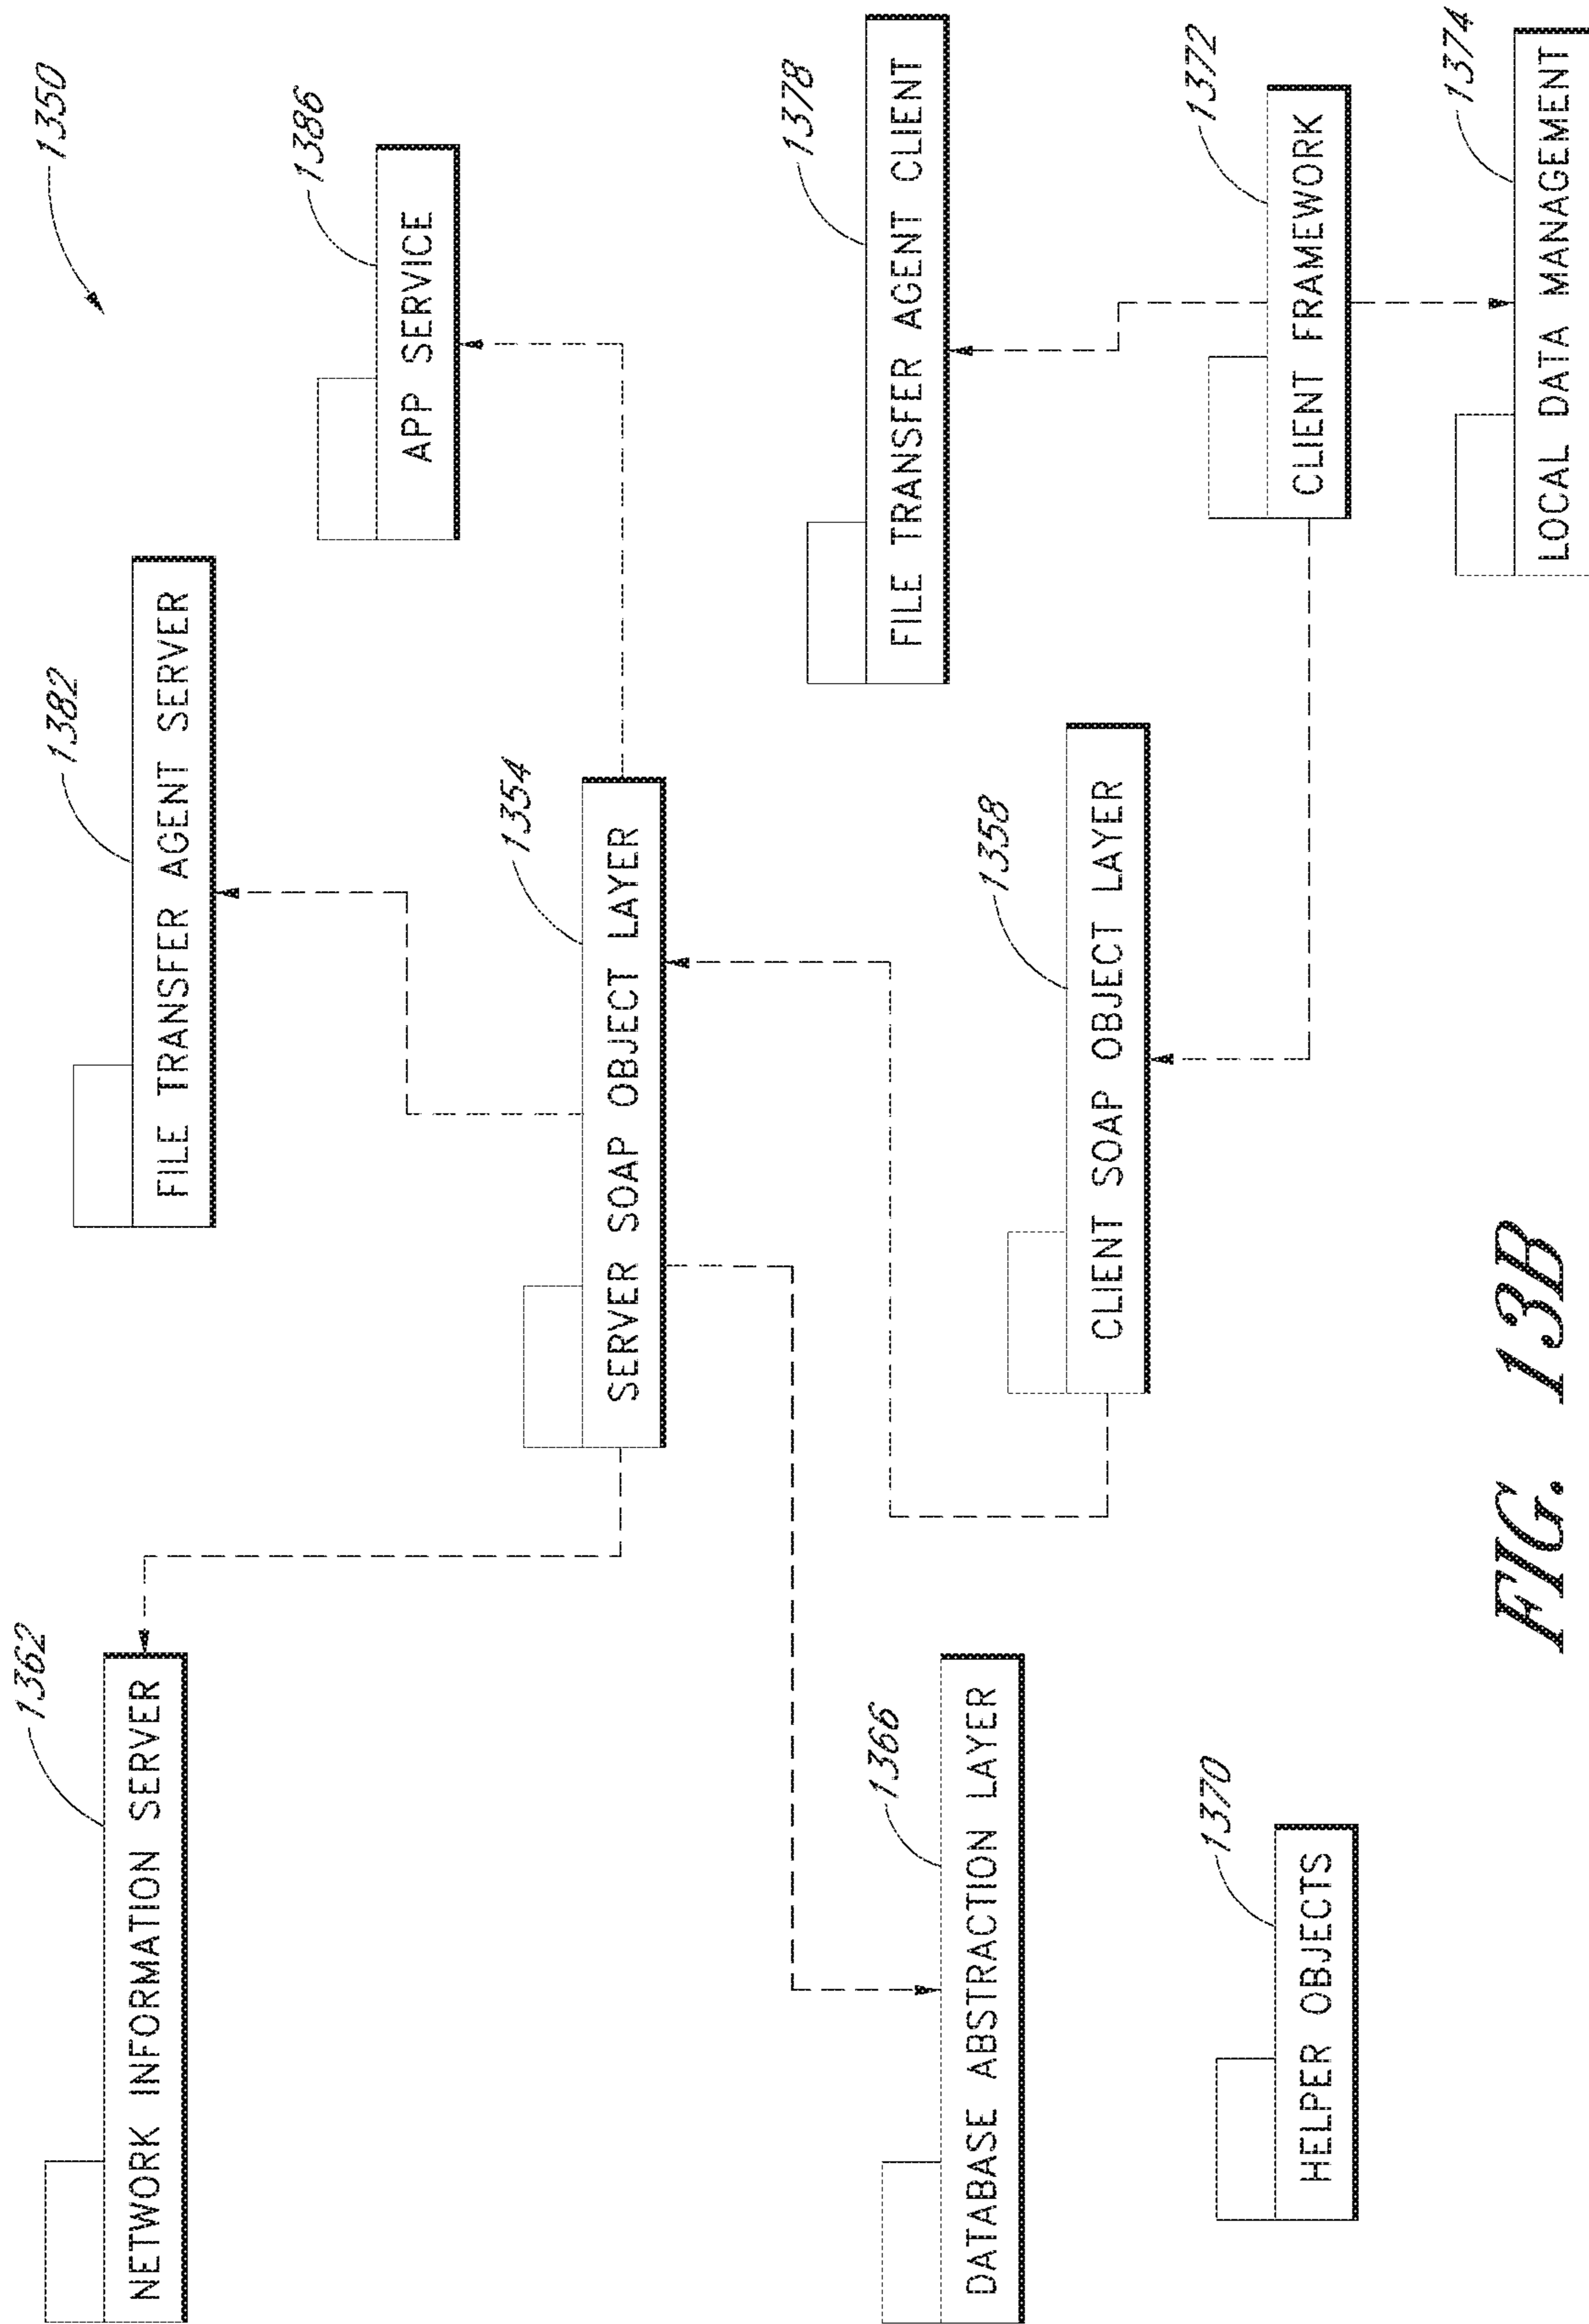 1350
1362
NETWORK INFORMATION SERVER
1382
FILE TRANSFER AGENT SERVER
1386
APP SERVICE
1354
SERVER SOAP OBJECT LAYER
1378
FILE TRANSFER AGENT CLIENT
1366
DATABASE ABSTRACTION LAYER
1358
CLIENT SOAP OBJECT LAYER
1370
HELPER OBJECTS
1372
CLIENT FRAMEWORK
1374
LOCAL DATA MANAGEMENT
FIG. 13B